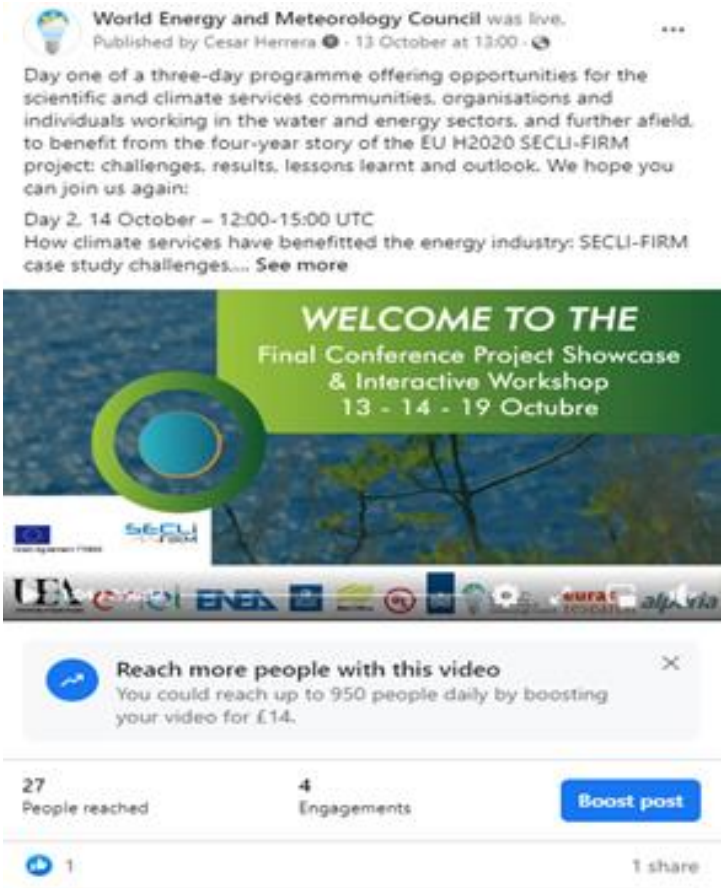 World Energy and Meteorology Council was live.
Published by Cesar Herrera · 13 October at 13:00 ·
Day one of a three-day programme offering opportunities for the
scientific and climate services communities, organisations and
individuals working in the water and energy sectors, and further afield,
to benefit from the four-year story of the EU H2020 SECLI-FIRM
project: challenges, results, lessons learnt and outlook. We hope you
can join us again:
Day 2, 14 October – 12:00-15:00 UTC
How climate services have benefitted the energy industry: SECLI-FIRM
case study challenges,... See more
WELCOME TO THE
Final Conference Project Showcase
& Interactive Workshop
13 - 14 - 19 Octubre
SECLI
FIRM
UEA ENEA alperia
Reach more people with this video
You could reach up to 950 people daily by boosting
your video for £14.
27
People reached
4
Engagements
Boost post
1
1 share